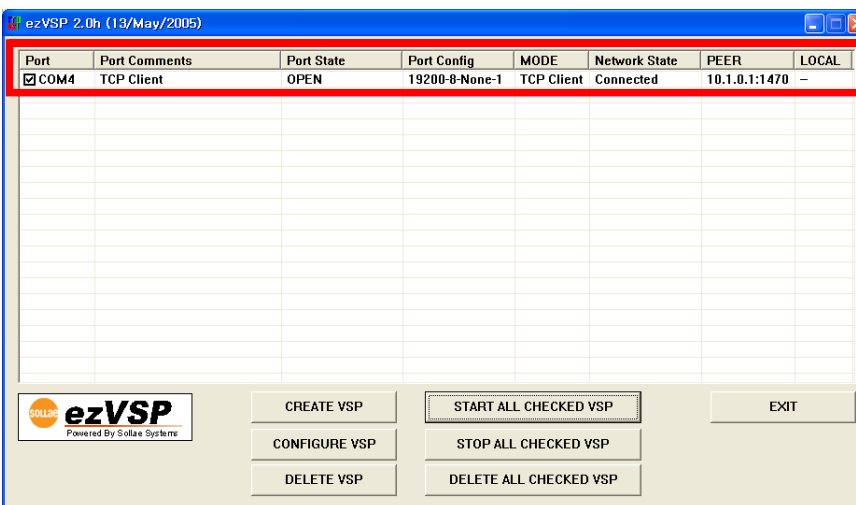 ezVSP 2.0h (13/May/2005)
Port Port Comments Port State Port Config MODE Network State PEER LOCAL
COM4 TCP Client OPEN 19200-8-None-1 TCP Client Connected 10.1.0.1:1470 –
SOLLAE ezVSP
Powered By Sollae Systems
CREATE VSP START ALL CHECKED VSP EXIT
CONFIGURE VSP STOP ALL CHECKED VSP
DELETE VSP DELETE ALL CHECKED VSP